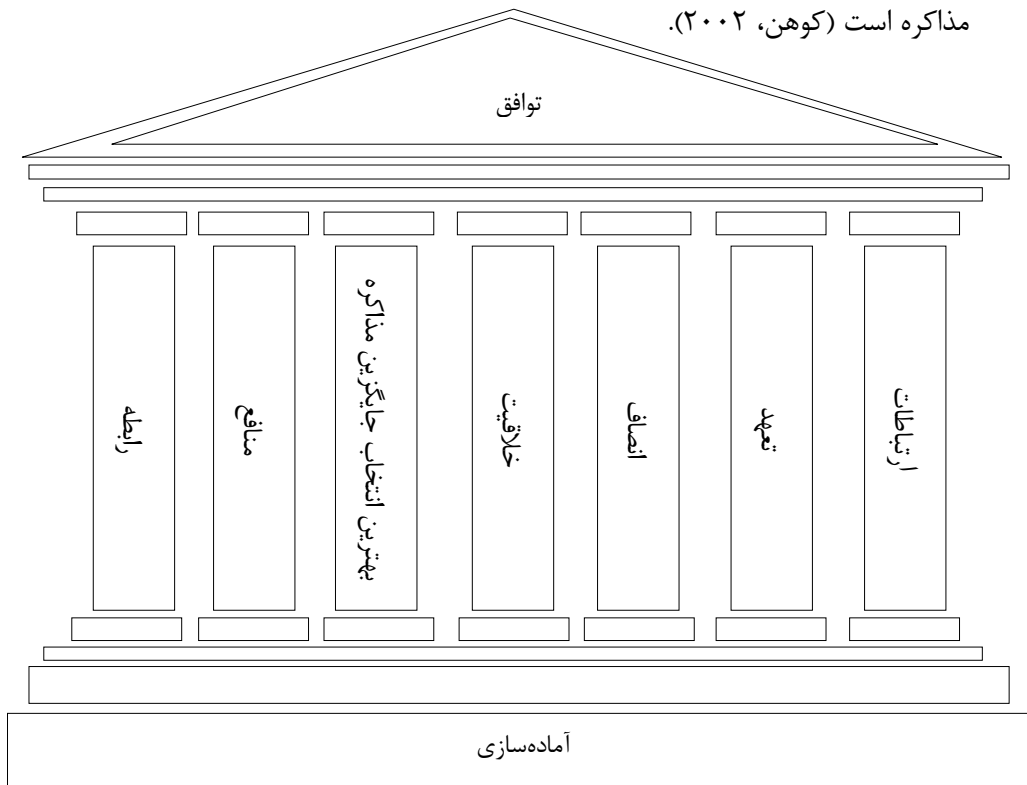 مذاکره است (کوهن، ۲۰۰۲).
توافق
ارتباطات
تعهد
انصاف
خلاقیت
بهترین انتخاب جایگزین مذاکره
منافع
رابطه
آماده‌سازی